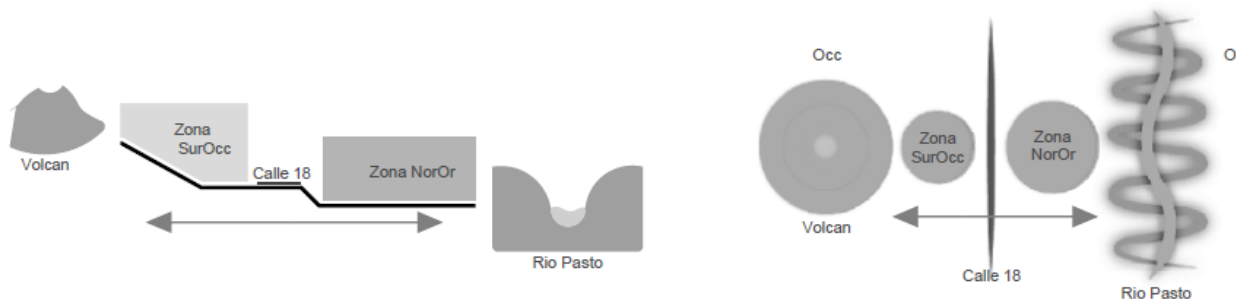 Volcan
Zona
SurOcc
Calle 18
Zona NorOr
Rio Pasto
Occ
O
Volcan
Zona
SurOcc
Zona
NorOr
Calle 18
Rio Pasto